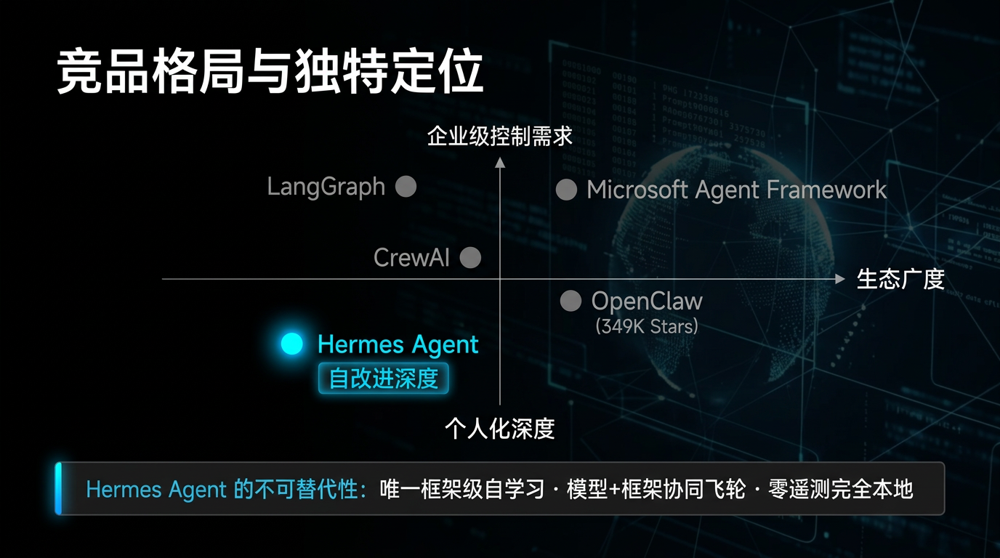 竞品格局与独特定位
企业级控制需求
LangGraph
Microsoft Agent Framework
CrewAI
生态广度
OpenClaw
(349K Stars)
Hermes Agent
自改进深度
个人化深度
Hermes Agent 的不可替代性：唯一框架级自学习 · 模型+框架协同飞轮 · 零遥测完全本地